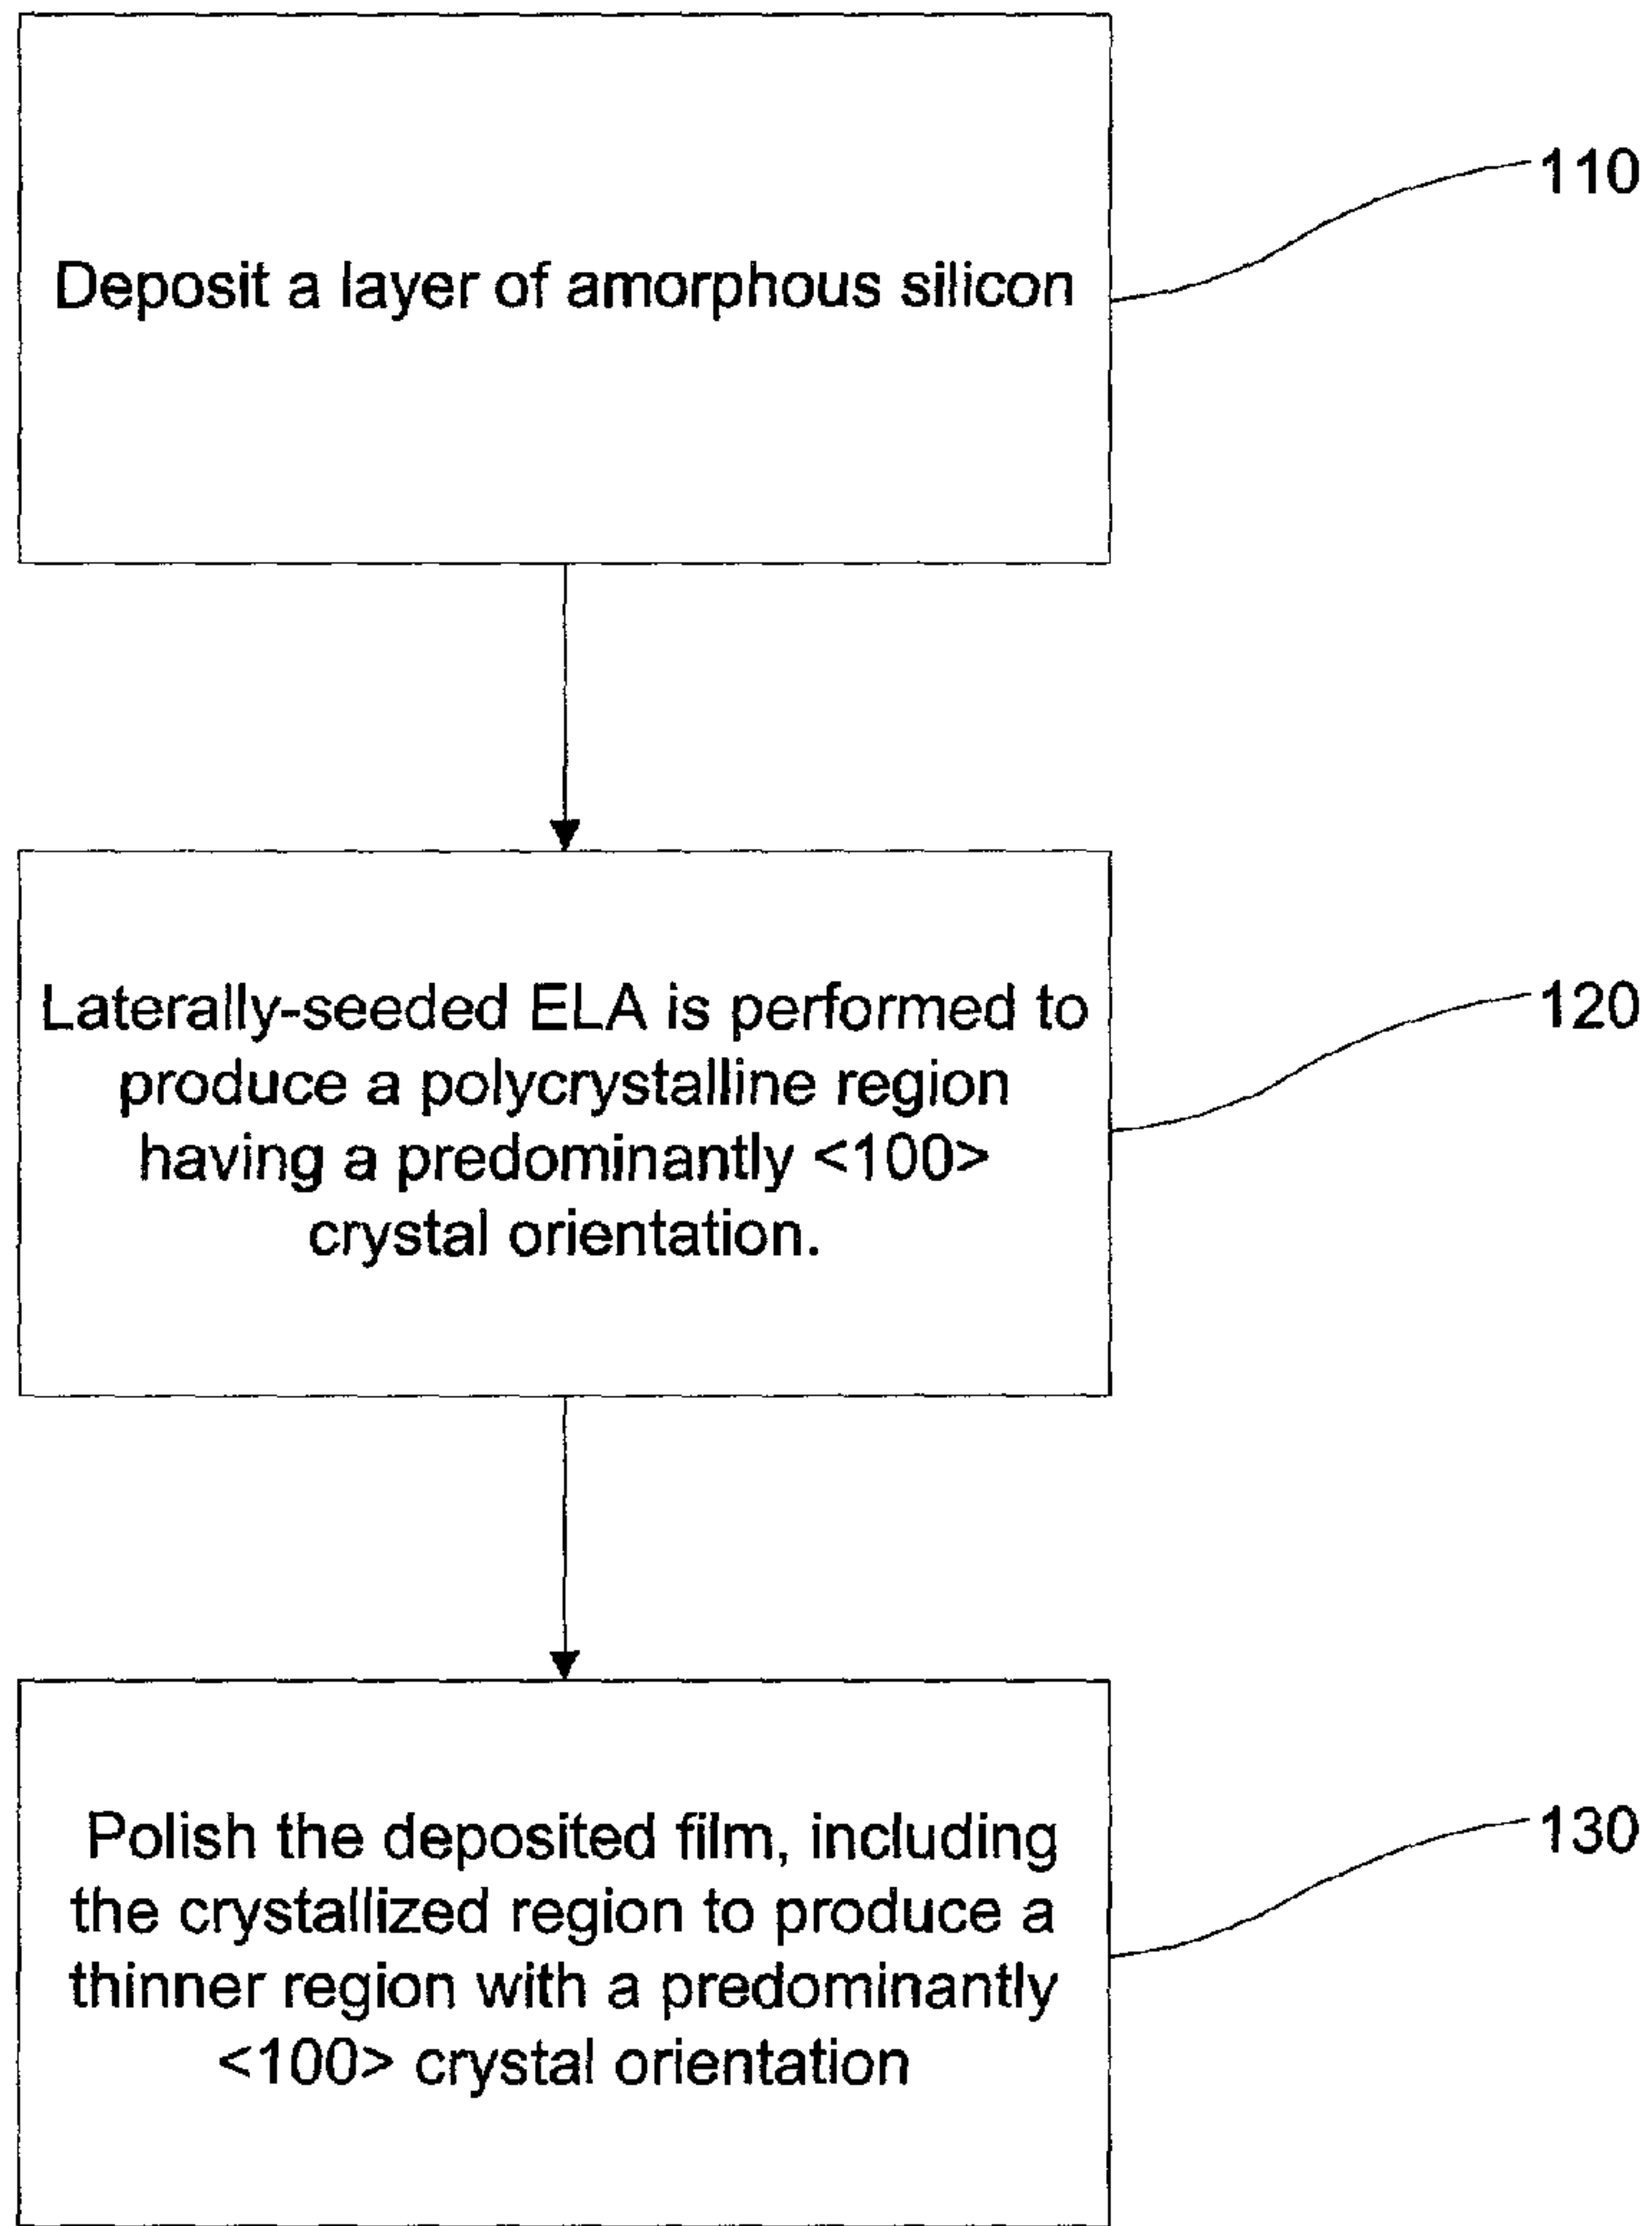 Deposit a layer of amorphous silicon
110
Laterally-seeded ELA is performed to
produce a polycrystalline region
having a predominantly <100>
crystal orientation.
120
Polish the deposited film, including
the crystallized region to produce a
thinner region with a predominantly
<100> crystal orientation
130